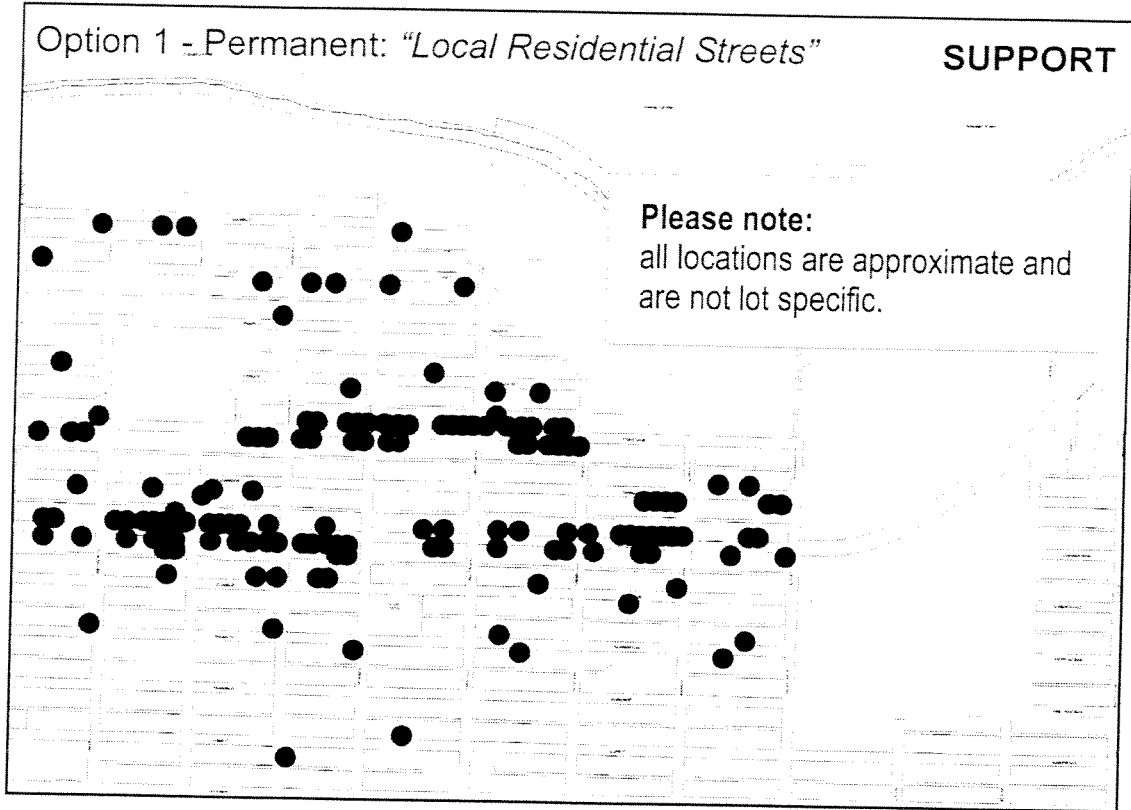 Option 1 - Permanent: "Local Residential Streets"
SUPPORT
Please note:
all locations are approximate and
are not lot specific.